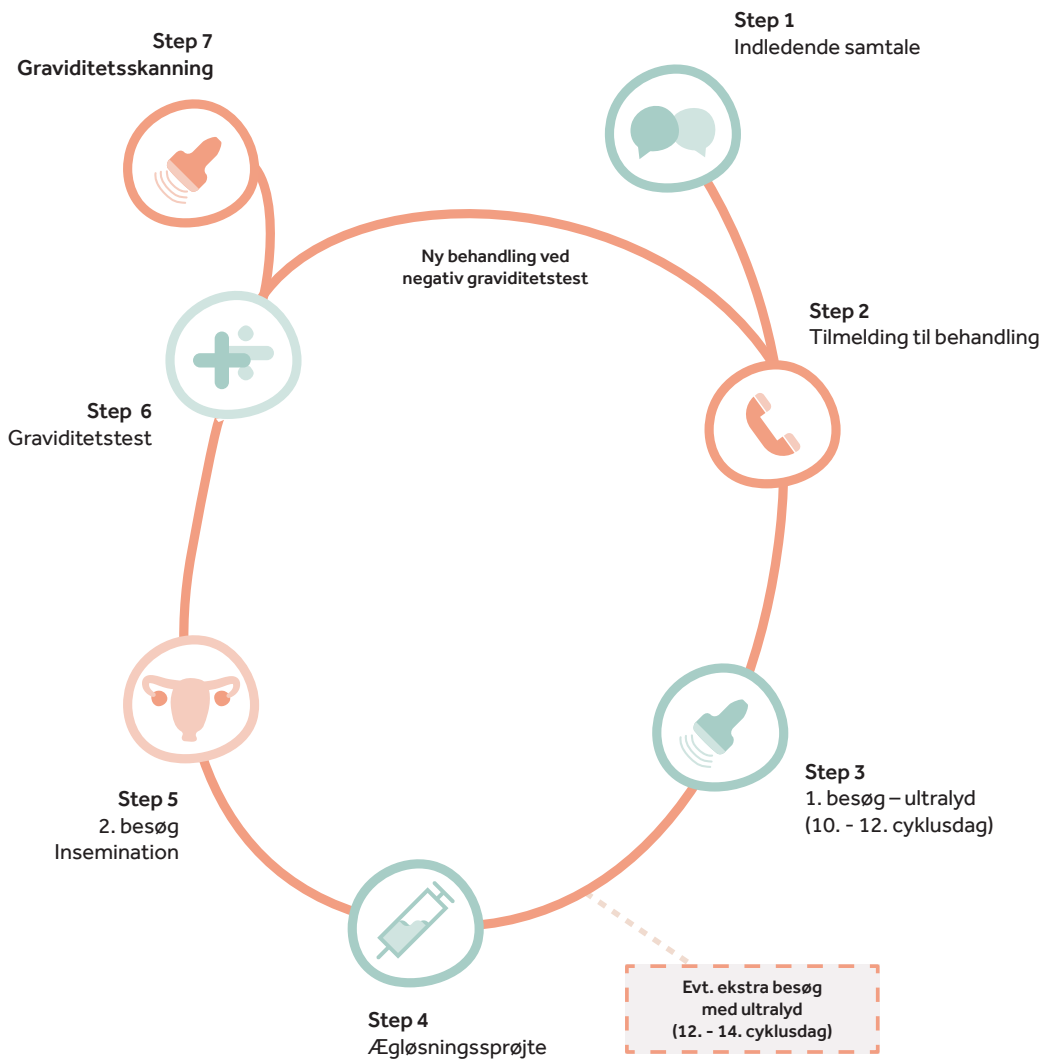 Step 1
Indledende samtale
Step 2
Tilmelding til behandling
Step 3
1. besøg – ultralyd
(10. - 12. cyklusdag)
Evt. ekstra besøg
med ultralyd
(12. - 14. cyklusdag)
Step 4
Ægløsningssprøjte
Step 5
2. besøg
Insemination
Step 6
Graviditetstest
Ny behandling ved
negativ graviditetstest
Step 7
Graviditetsskanning